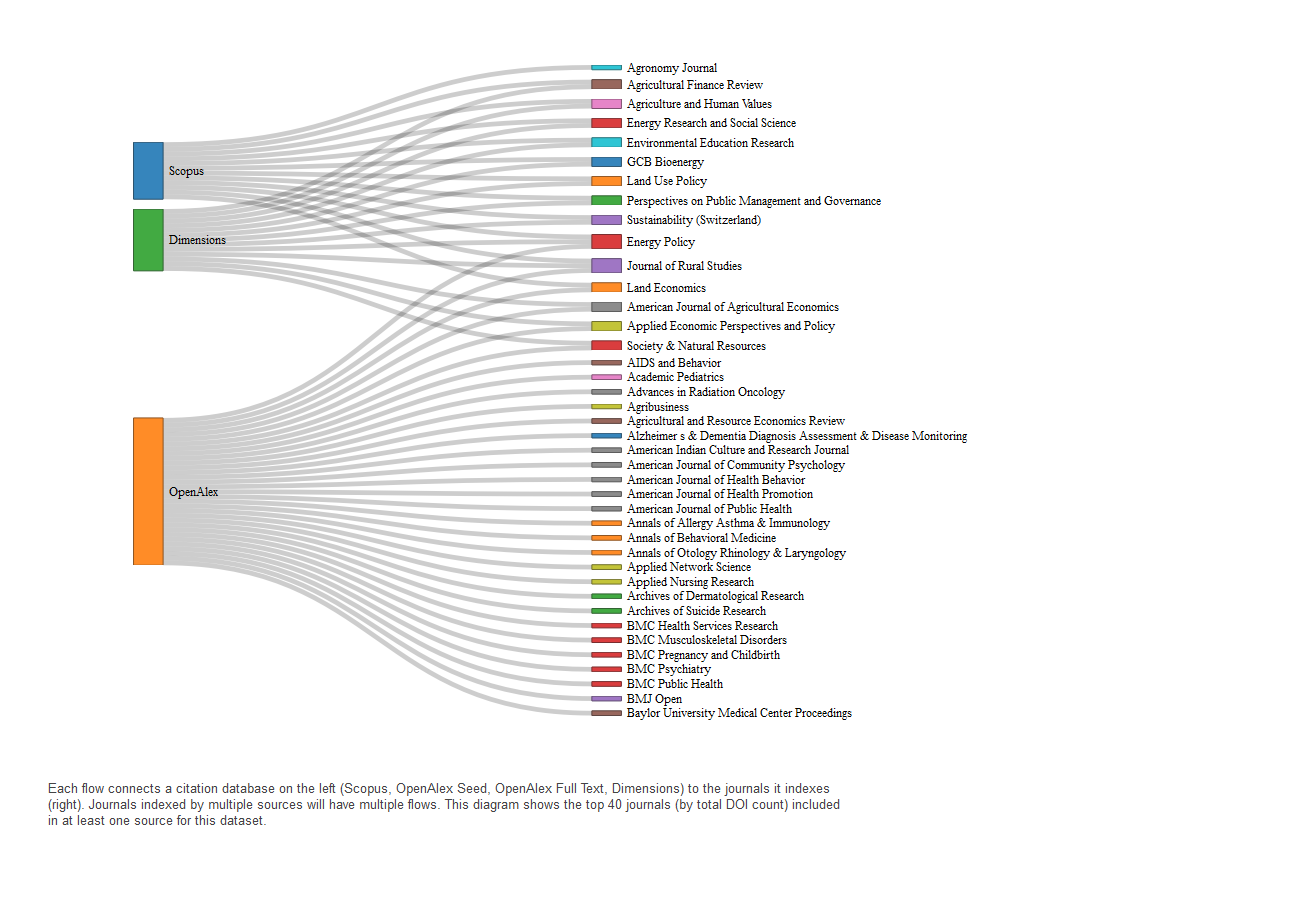 Scopus
Dimensions
OpenAlex
Agronomy Journal
Agricultural Finance Review
Agriculture and Human Values
Energy Research and Social Science
Environmental Education Research
GCB Bioenergy
Land Use Policy
Perspectives on Public Management and Governance
Sustainability (Switzerland)
Energy Policy
Journal of Rural Studies
Land Economics
American Journal of Agricultural Economics
Applied Economic Perspectives and Policy
Society & Natural Resources
AIDS and Behavior
Academic Pediatrics
Advances in Radiation Oncology
Agribusiness
Agricultural and Resource Economics Review
Alzheimer s & Dementia Diagnosis Assessment & Disease Monitoring
American Indian Culture and Research Journal
American Journal of Community Psychology
American Journal of Health Behavior
American Journal of Health Promotion
American Journal of Public Health
Annals of Allergy Asthma & Immunology
Annals of Behavioral Medicine
Annals of Otology Rhinology & Laryngology
Applied Network Science
Applied Nursing Research
Archives of Dermatological Research
Archives of Suicide Research
BMC Health Services Research
BMC Musculoskeletal Disorders
BMC Pregnancy and Childbirth
BMC Psychiatry
BMC Public Health
BMJ Open
Baylor University Medical Center Proceedings
Each flow connects a citation database on the left (Scopus, OpenAlex Seed, OpenAlex Full Text, Dimensions) to the journals it indexes
(right). Journals indexed by multiple sources will have multiple flows. This diagram shows the top 40 journals (by total DOI count) included
in at least one source for this dataset.